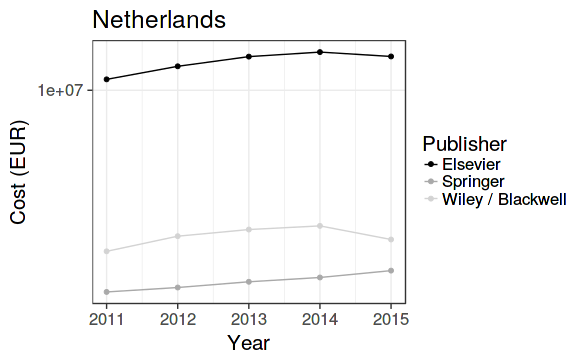 Netherlands
1e+07
Cost (EUR)
2011 2012 2013 2014 2015
Year
Publisher
Elsevier
Springer
Wiley / Blackwell